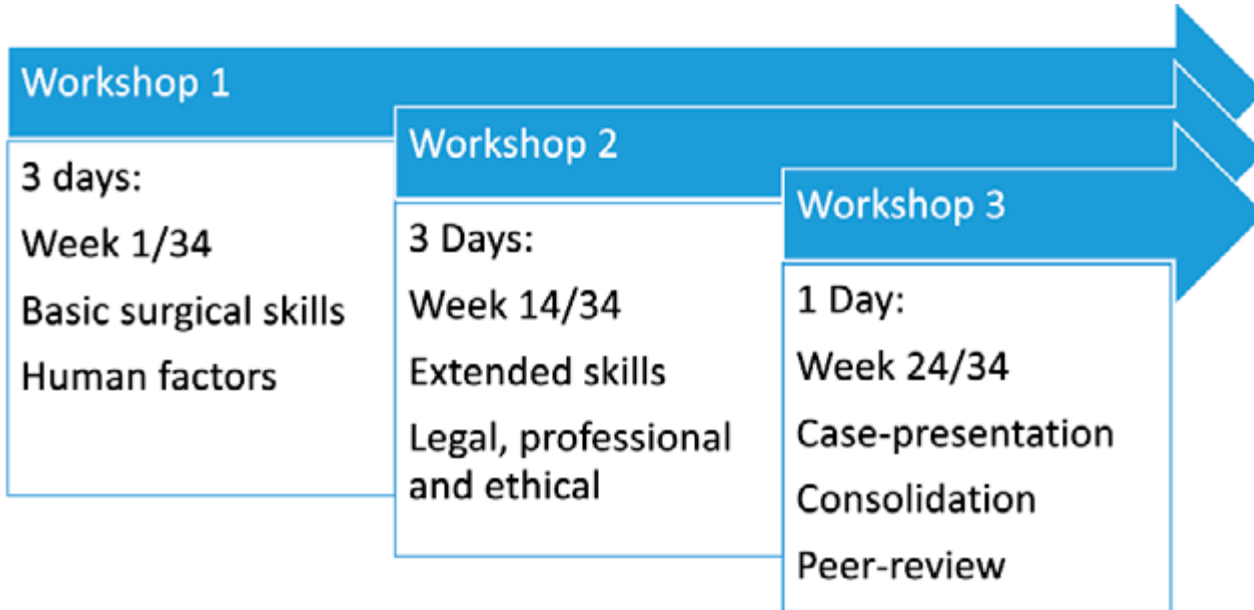 Workshop 1
3 days:
Week 1/34
Basic surgical skills
Human factors
Workshop 2
3 Days:
Week 14/34
Extended skills
Legal, professional
and ethical
Workshop 3
1 Day:
Week 24/34
Case-presentation
Consolidation
Peer-review